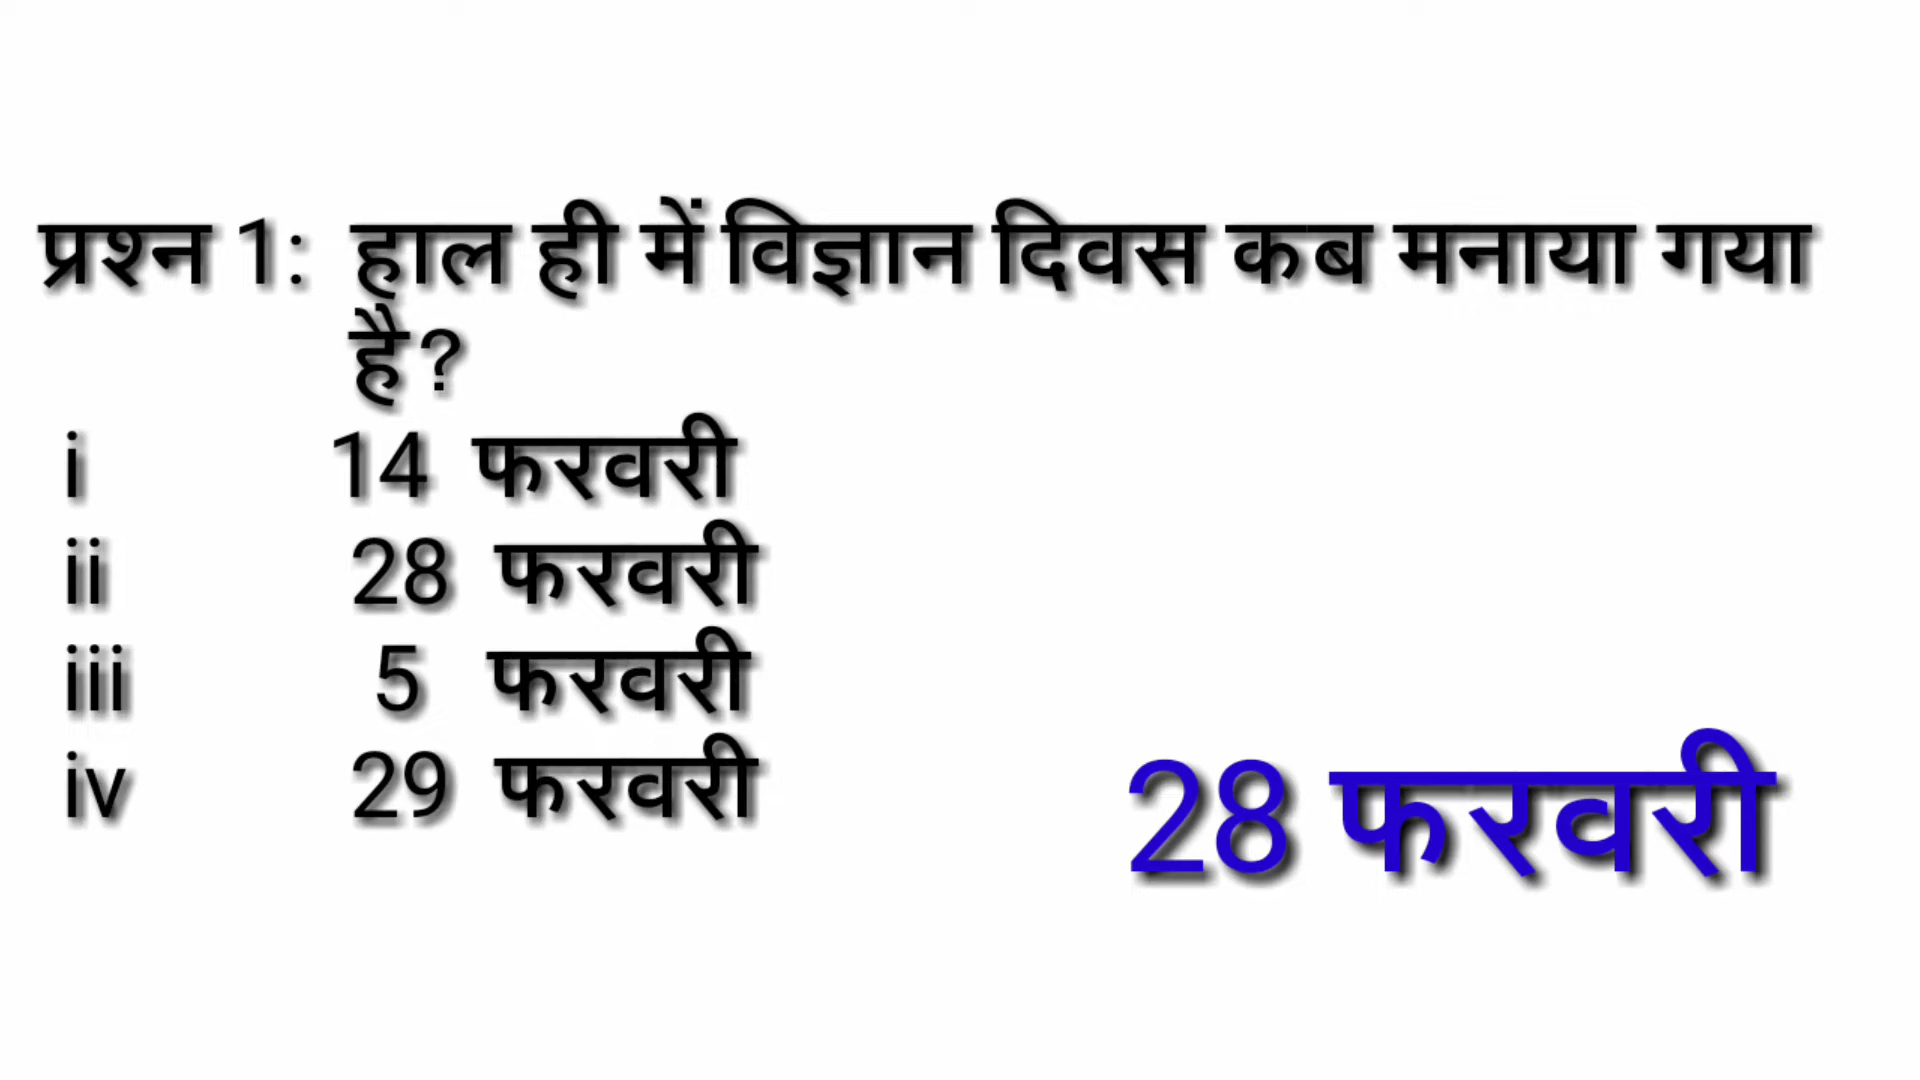 प्रश्न 1: हाल ही में विज्ञान दिवस कब मनाया गया
है ?
i 14 फरवरी
ii 28 फरवरी
iii 5 फरवरी
iv 29 फरवरी
28 फरवरी